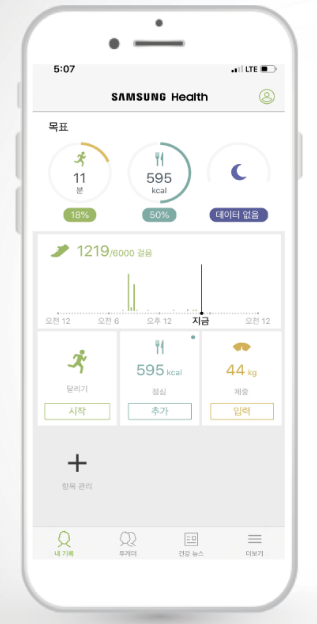 5:07
LTE
SAMSUNG Health
목표
11
분
595
kcal
18%
50%
데이터 없음
1219/6000 걸음
오전 12
오전 6
오후 12
지금
오전 12
달리기
595 kcal
점심
44 kg
체중
시작
추가
입력
항목 관리
내 기록
투게더
건강 뉴스
더보기